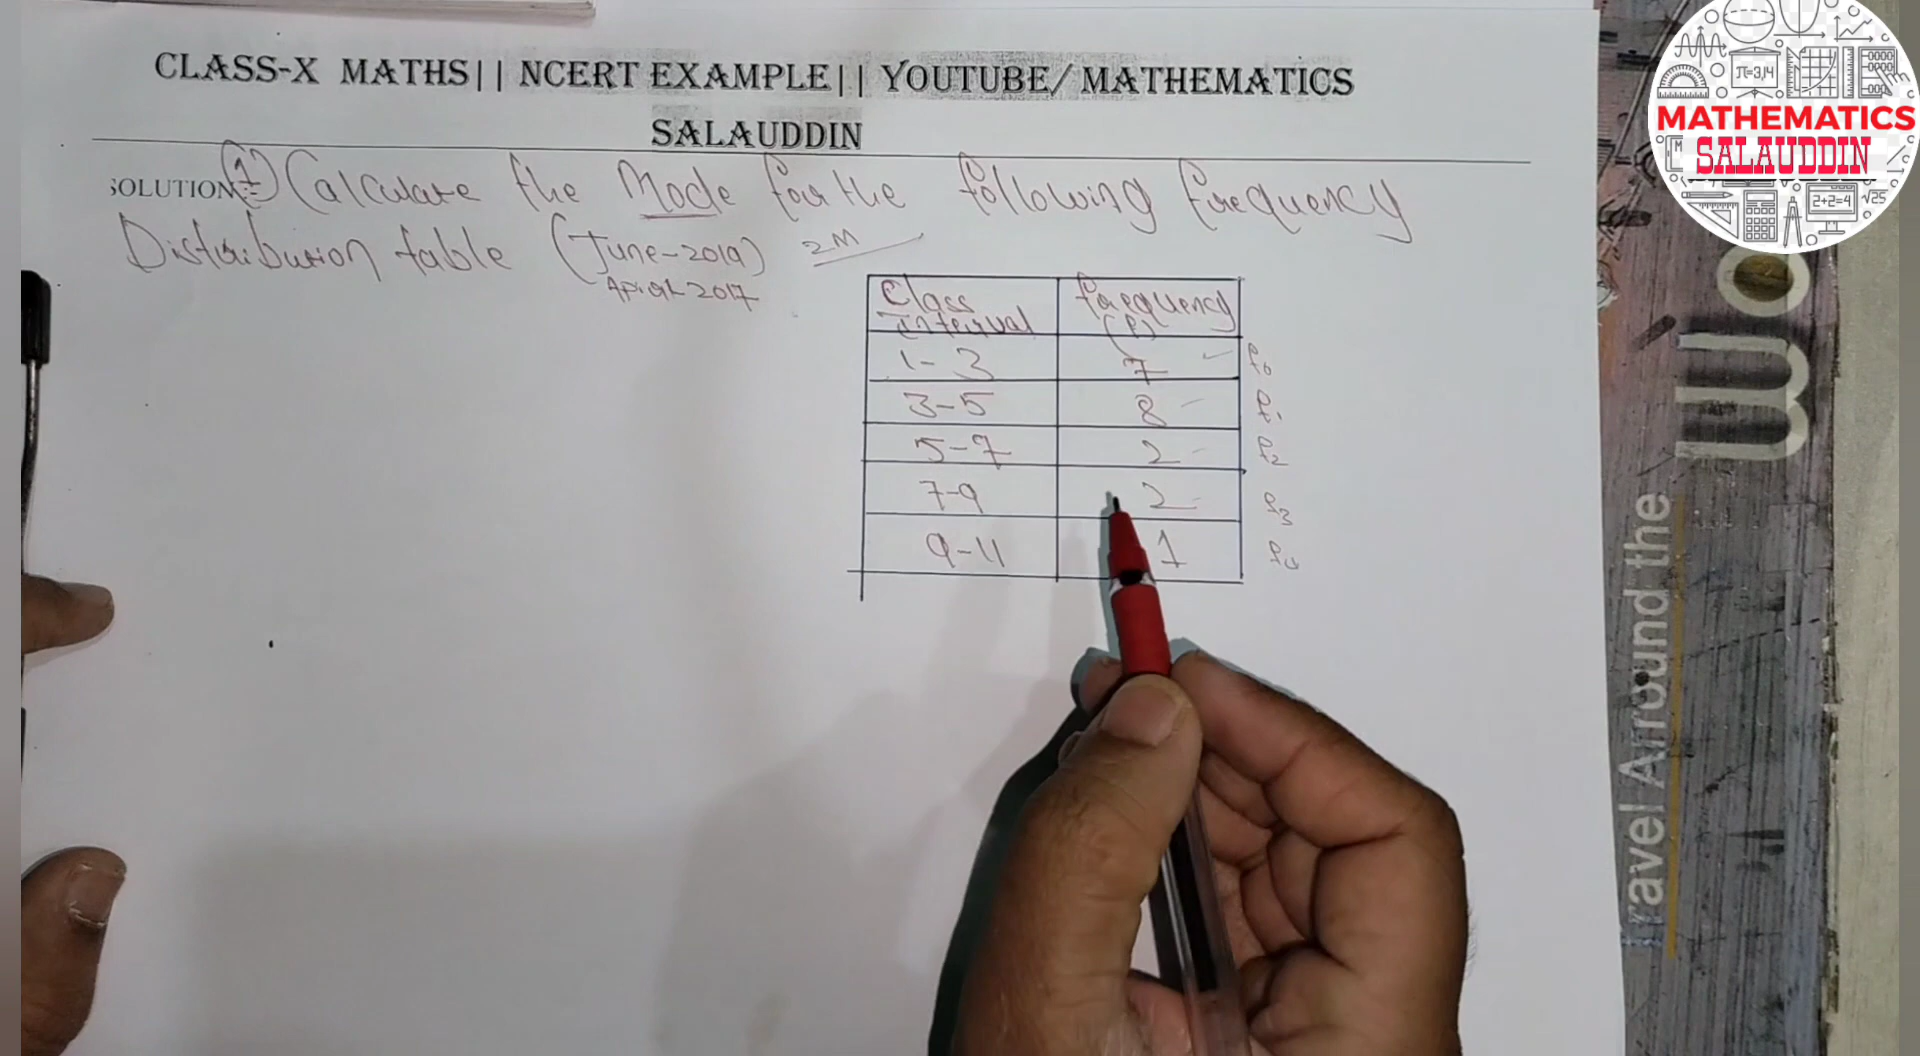 CLASS-X MATHS|| NCERT EXAMPLE|| YOUTUBE/ MATHEMATICS
SALAUDDIN
SOLUTION 1) Calculate the Mode for the following frequency
Distribution table (June-2019) 2M
April-2017
Class interval frequency (f)
1-3 7 f0
3-5 8 f1
5-7 2 f2
7-9 2 f3
9-11 1
MATHEMATICS
SALAUDDIN
π=3,14
2+2=4
√25
Wo
ravel Arround the